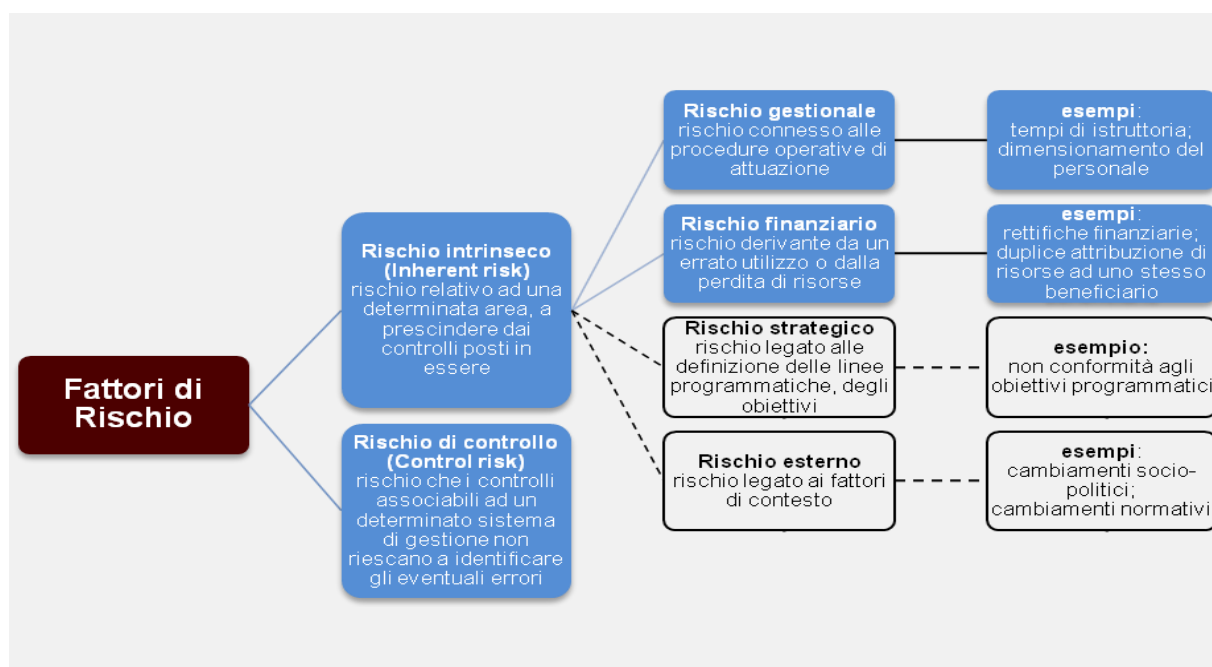 Fattori di
Rischio
Rischio intrinseco
(Inherent risk)
rischio relativo ad una
determinata area, a
prescindere dai
controlli posti in
essere
Rischio di controllo
(Control risk)
rischio che i controlli
associabili ad un
determinato sistema
di gestione non
riescano a identificare
gli eventuali errori
Rischio gestionale
rischio connesso alle
procedure operative di
attuazione
esempi:
tempi di istruttoria;
dimensionamento del
personale
Rischio finanziario
rischio derivante da un
errato utilizzo o dalla
perdita di risorse
esempi:
rettifiche finanziarie;
duplice attribuzione di
risorse ad uno stesso
beneficiario
Rischio strategico
rischio legato alle
definizione delle linee
programmatiche, degli
obiettivi
esempio:
non conformità agli
obiettivi programmatici
Rischio esterno
rischio legato ai fattori
di contesto
esempi:
cambiamenti socio-
politici;
cambiamenti normativi